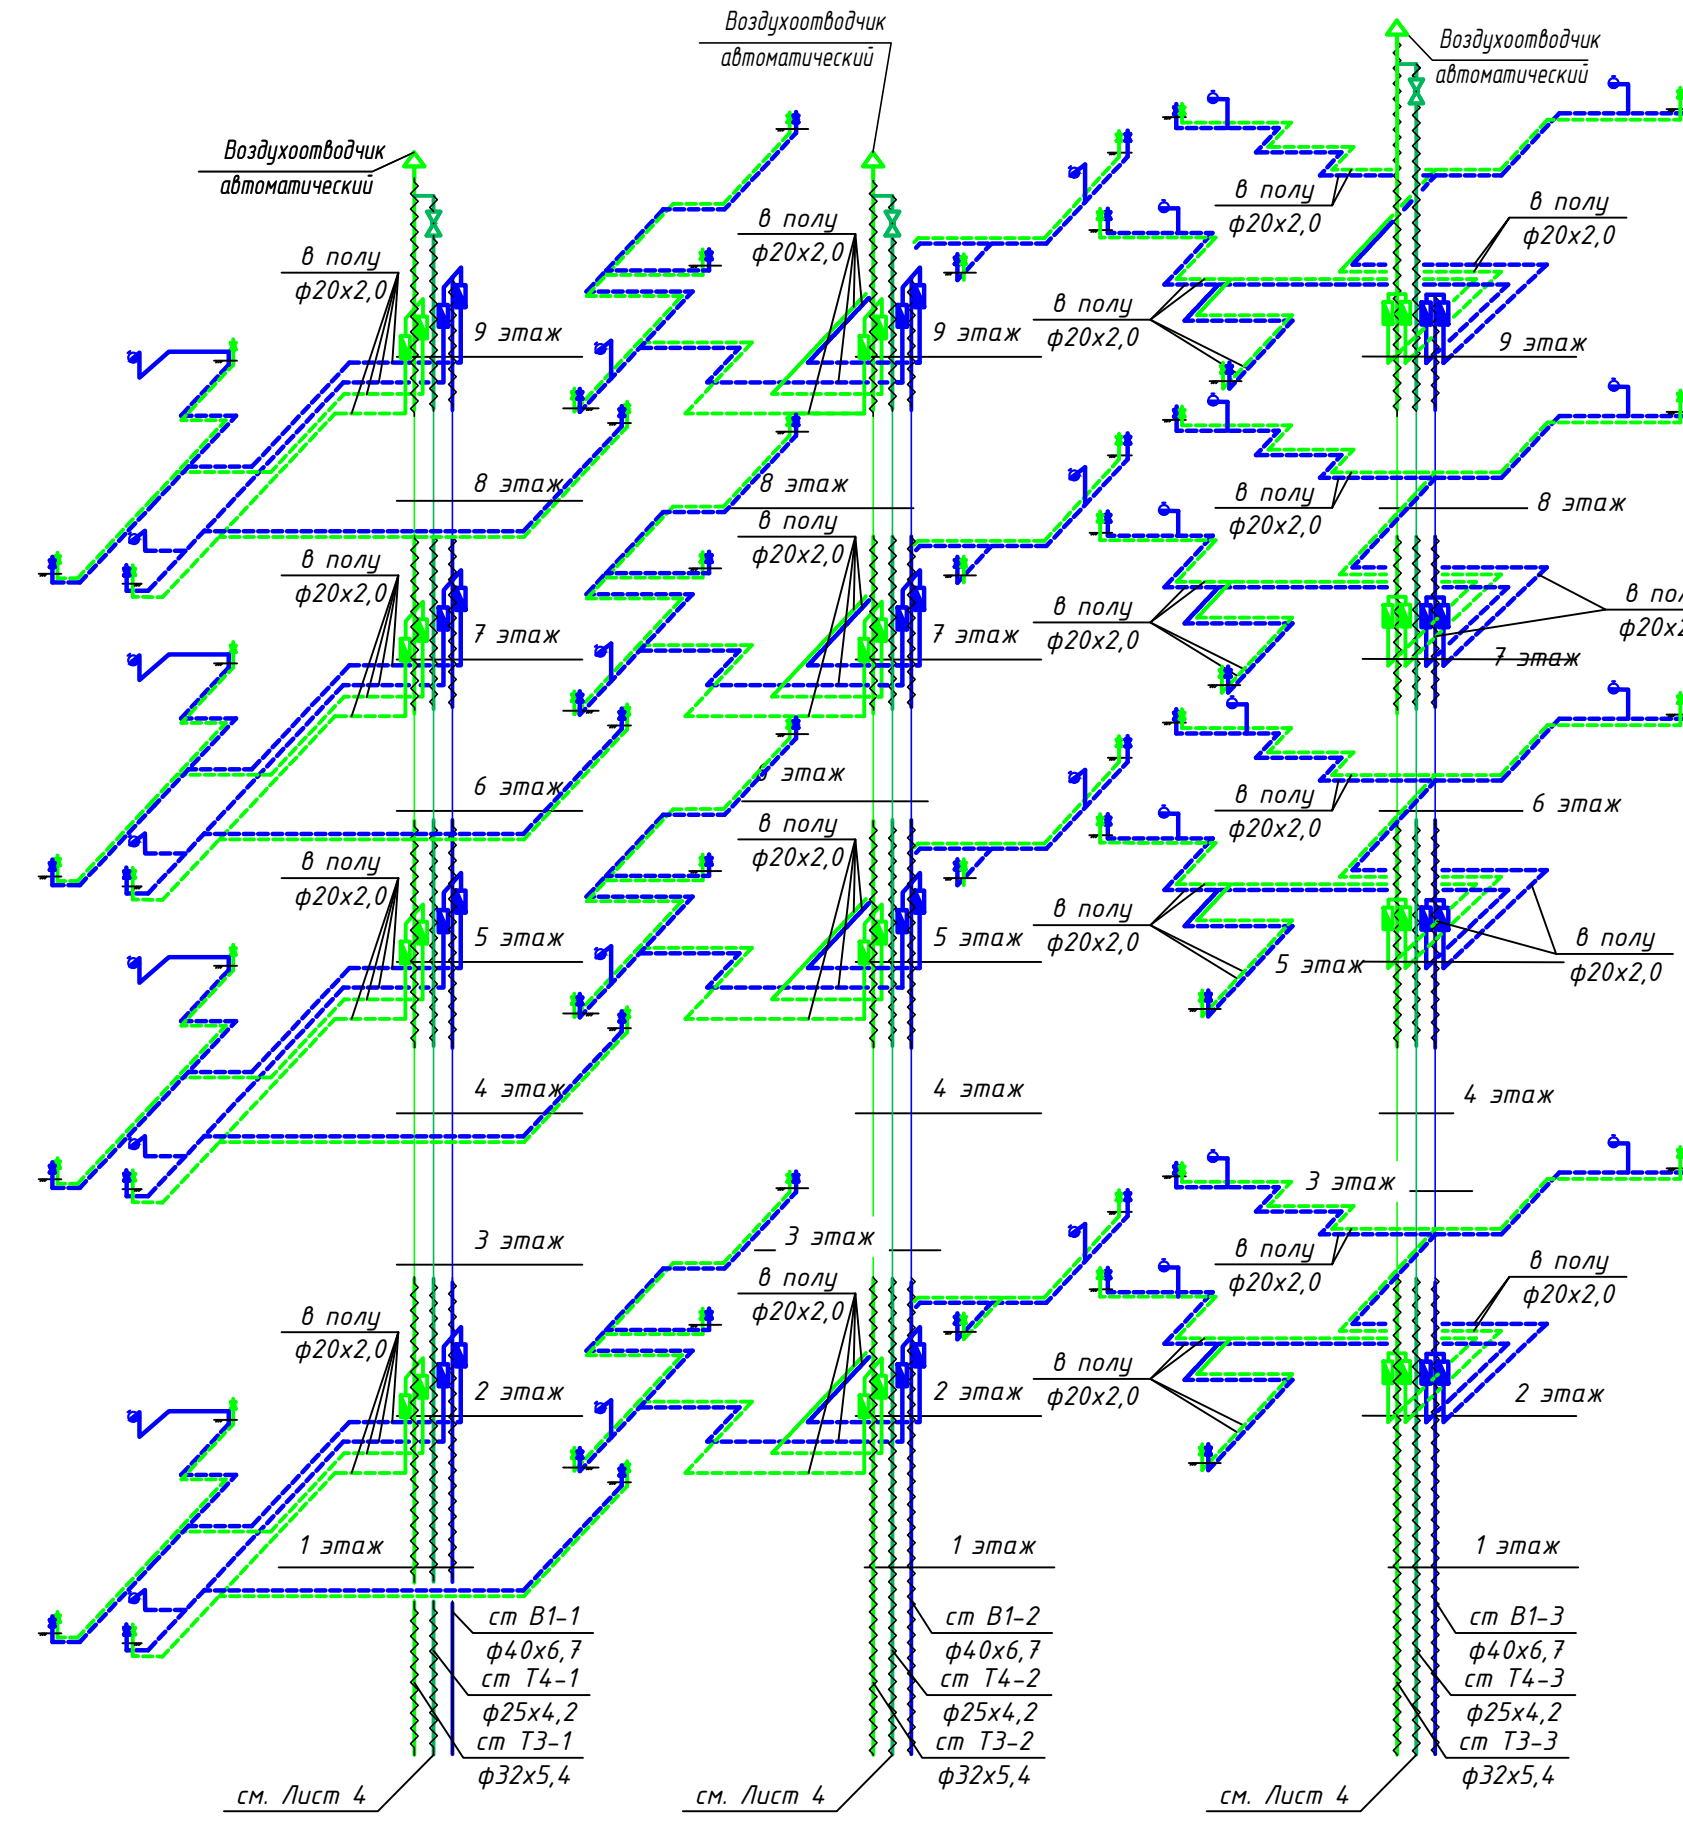 Воздухоотводчик
автоматический
Воздухоотводчик
автоматический
Воздухоотводчик
автоматический
в полу
ф20х2,0
9 этаж
в полу
ф20х2,0
9 этаж
в полу
ф20х2,0
в полу
ф20х2,0
в полу
ф20х2,0
9 этаж
8 этаж
8 этаж
в полу
ф20х2,0
8 этаж
в полу
ф20х2,0
7 этаж
в полу
ф20х2,0
7 этаж
в полу
ф20х2,0
в пол
ф20х2
7 этаж
6 этаж
этаж
в полу
ф20х2,0
6 этаж
в полу
ф20х2,0
5 этаж
в полу
ф20х2,0
5 этаж
в полу
ф20х2,0
5 этаж
в полу
ф20х2,0
4 этаж
4 этаж
4 этаж
3 этаж
3 этаж
3 этаж
в полу
ф20х2,0
в полу
ф20х2,0
2 этаж
в полу
ф20х2,0
2 этаж
в полу
ф20х2,0
в полу
ф20х2,0
2 этаж
1 этаж
1 этаж
1 этаж
ст В1-1
ф40х6,7
ст Т4-1
ф25х4,2
ст Т3-1
ф32х5,4
см. Лист 4
ст В1-2
ф40х6,7
ст Т4-2
ф25х4,2
ст Т3-2
ф32х5,4
см. Лист 4
ст В1-3
ф40х6,7
ст Т4-3
ф25х4,2
ст Т3-3
ф32х5,4
см. Лист 4